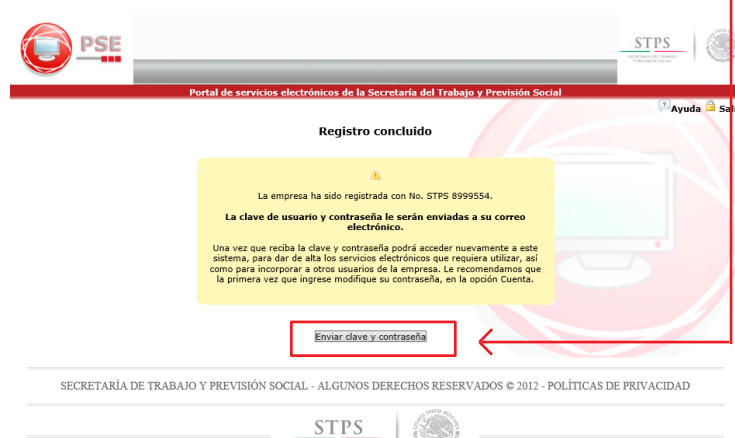 PSE
STPS
SECRETARÍA DEL TRABAJO
Y PREVISIÓN SOCIAL
Portal de servicios electrónicos de la Secretaría del Trabajo y Previsión Social
Ayuda
Registro concluido
La empresa ha sido registrada con No. STPS 8999554.
La clave de usuario y contraseña le serán enviadas a su correo
electrónico.
Una vez que reciba la clave y contraseña podrá acceder nuevamente a este
sistema, para dar de alta los servicios electrónicos que requiera utilizar, así
como para incorporar a otros usuarios de la empresa. Le recomendamos que
la primera vez que ingrese modifique su contraseña, en la opción Cuenta.
Enviar clave y contraseña
SECRETARÍA DE TRABAJO Y PREVISIÓN SOCIAL - ALGUNOS DERECHOS RESERVADOS © 2012 - POLÍTICAS DE PRIVACIDAD
STPS